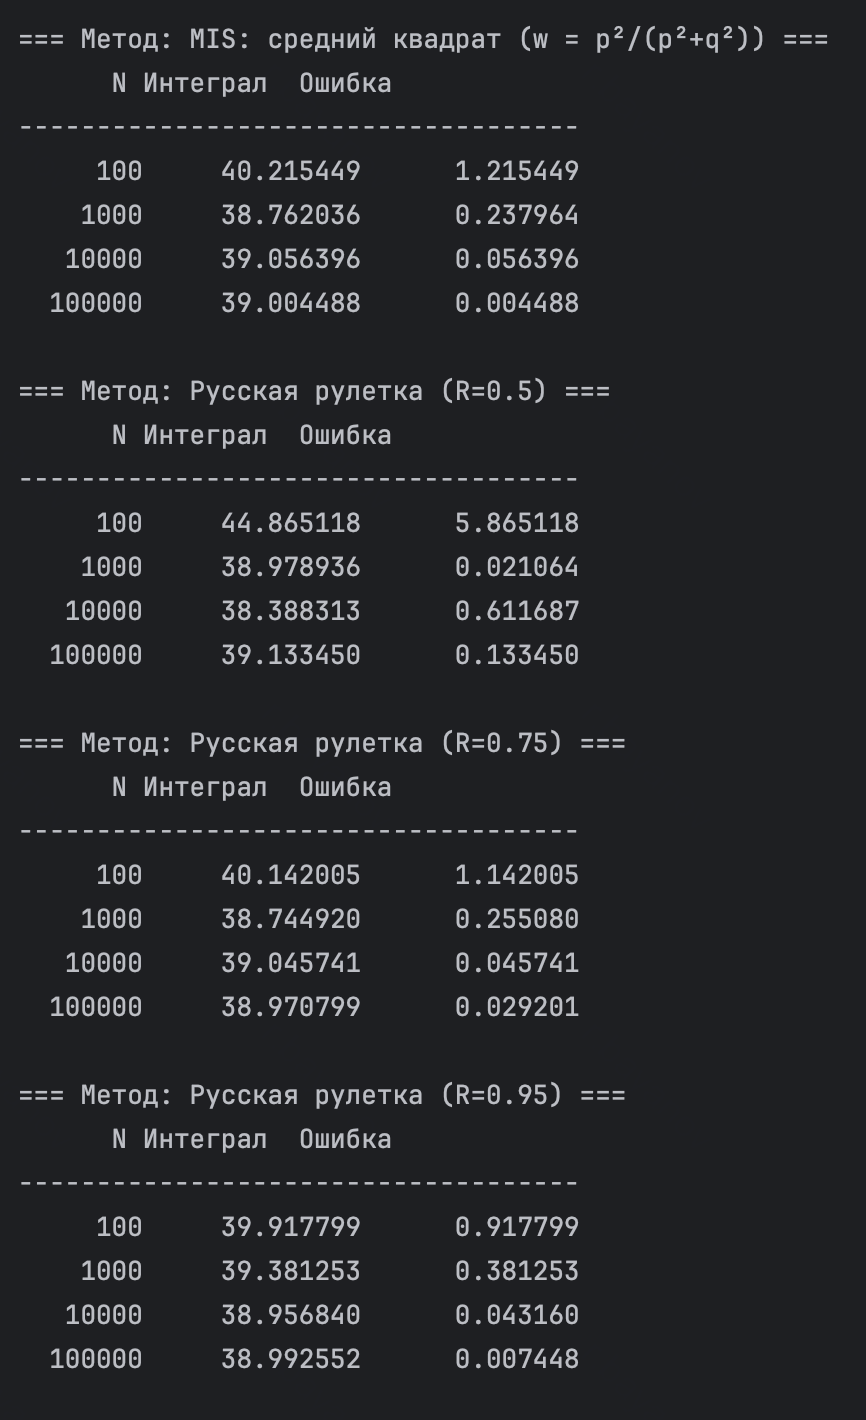 === Метод: MIS: средний квадрат (w = p²/(p²+q²)) ===
N Интеграл Ошибка
------------------------------------
100 40.215449 1.215449
1000 38.762036 0.237964
10000 39.056396 0.056396
100000 39.004488 0.004488
=== Метод: Русская рулетка (R=0.5) ===
N Интеграл Ошибка
------------------------------------
100 44.865118 5.865118
1000 38.978936 0.021064
10000 38.388313 0.611687
100000 39.133450 0.133450
=== Метод: Русская рулетка (R=0.75) ===
N Интеграл Ошибка
------------------------------------
100 40.142005 1.142005
1000 38.744920 0.255080
10000 39.045741 0.045741
100000 38.970799 0.029201
=== Метод: Русская рулетка (R=0.95) ===
N Интеграл Ошибка
------------------------------------
100 39.917799 0.917799
1000 39.381253 0.381253
10000 38.956840 0.043160
100000 38.992552 0.007448